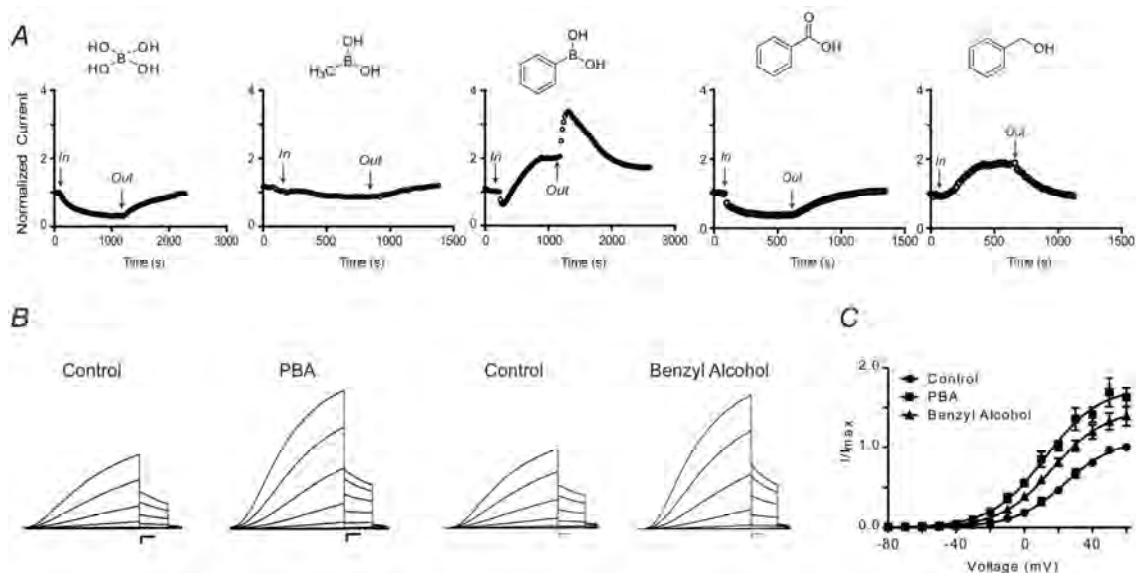 A
HO OH
B
HO OH
OH
B
H₃C OH
OH
B
OH
O
OH
OH
Normalized Current
4
2
0
In
Out
0 1000 2000 3000
Time (s)
4
2
0
In
Out
0 500 1000 1500
Time (s)
4
2
0
In
Out
0 1000 2000 3000
Time (s)
4
2
0
In
Out
0 500 1000 1500
Time (s)
4
2
0
In
Out
0 500 1000 1500
Time (s)
B
Control
PBA
Control
Benzyl Alcohol
C
I/Imax
2.0
1.0
0.0
Control
PBA
Benzyl Alcohol
-80 -40 0 40
Voltage (mV)